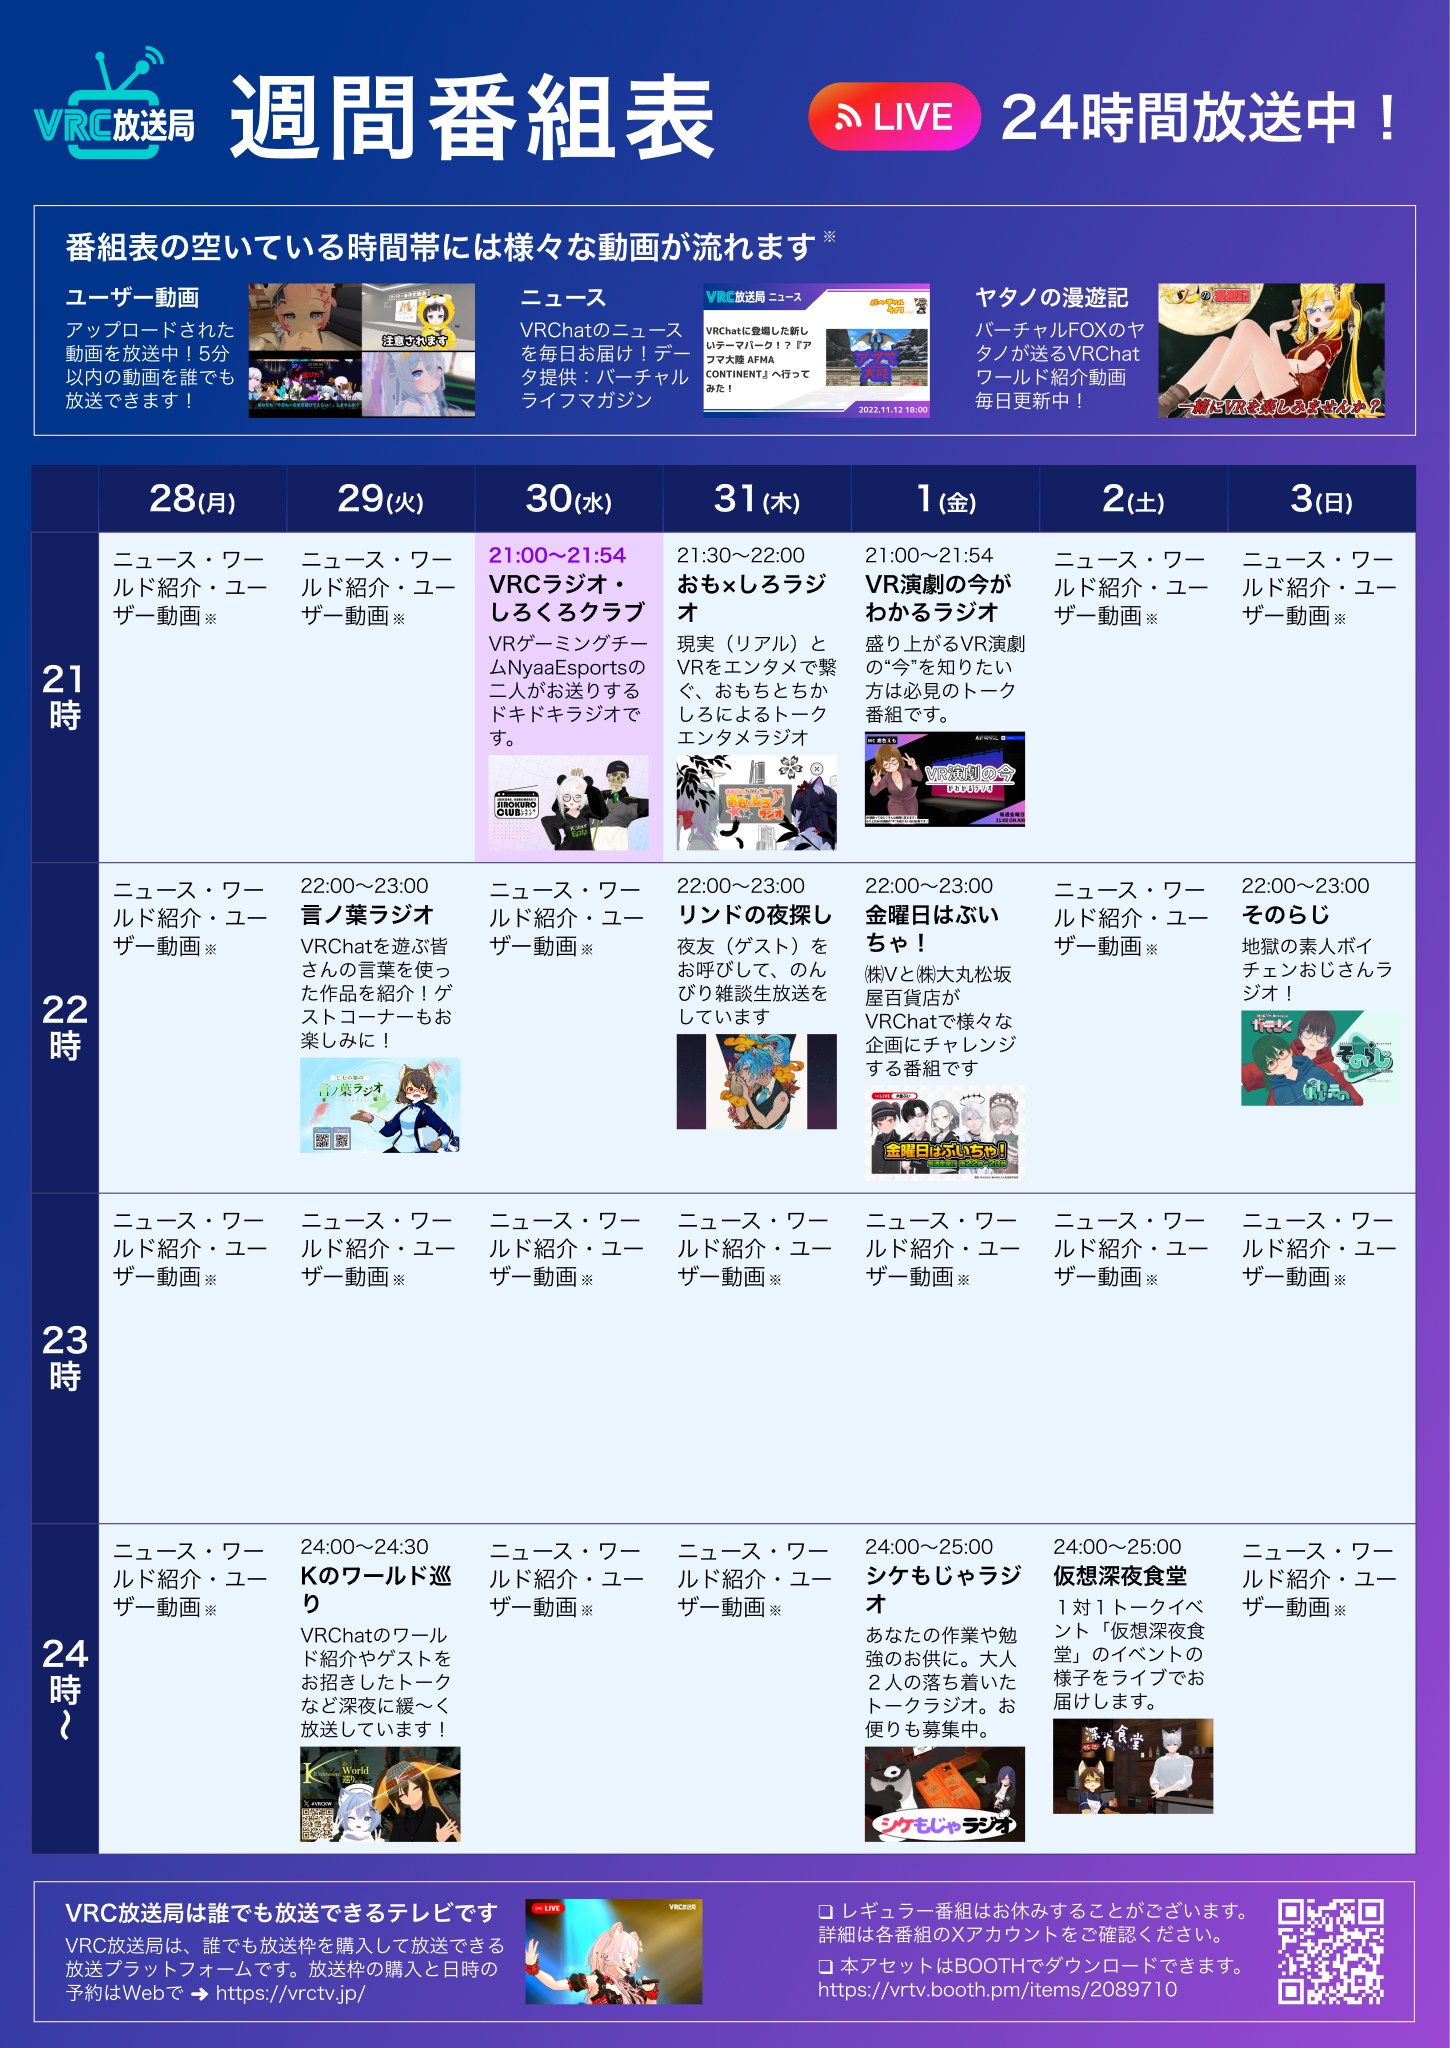 VRC放送局
週間番組表
LIVE
24時間放送中！
番組表の空いている時間帯には様々な動画が流れます※
ユーザー動画
アップロードされた
動画を放送中！5分
以内の動画を誰でも
放送できます！
注意されます
ニュース
VRChatのニュース
を毎日お届け！デー
タ提供：バーチャル
ライフマガジン
VRC放送局 ニュース
VRChatに登場した新し
いテーマパーク！？『ア
フマ大陸 AFMA
CONTINENT』へ行って
みた！
2022.11.12 18:00
ヤタノの漫遊記
バーチャルFOXのヤ
タノが送るVRChat
ワールド紹介動画
毎日更新中！
一緒にVRを楽しみませんか？
28(月)
29(火)
30(水)
31(木)
1(金)
2(土)
3(日)
21
時
ニュース・ワー
ルド紹介・ユー
ザー動画※
ニュース・ワー
ルド紹介・ユー
ザー動画※
21:00〜21:54
VRCラジオ・
しろくろクラブ
VRゲーミングチー
ムNyaaEsportsの
二人がお送りする
ドキドキラジオで
す。
SIROKURO
CLUB
21:30〜22:00
おも×しろラジ
オ
現実（リアル）と
VRをエンタメで繋
ぐ、おもちとちか
しろによるトーク
エンタメラジオ
21:00〜21:54
VR演劇の今が
わかるラジオ
盛り上がるVR演劇
の“今”を知りたい
方は必見のトーク
番組です。
VR演劇の今
がわかるラジオ
毎週金曜日
21:00 ON AIR
ニュース・ワー
ルド紹介・ユー
ザー動画※
ニュース・ワー
ルド紹介・ユー
ザー動画※
22
時
ニュース・ワー
ルド紹介・ユー
ザー動画※
22:00〜23:00
言ノ葉ラジオ
VRChatを遊ぶ皆
さんの言葉を使っ
た作品を紹介！ゲ
ストコーナーもお
楽しみに！
言ノ葉ラジオ
ニュース・ワー
ルド紹介・ユー
ザー動画※
22:00〜23:00
リンドの夜探し
夜友（ゲスト）を
お呼びして、のん
びり雑談生放送を
しています
22:00〜23:00
金曜日はぶい
ちゃ！
㈱Vと㈱大丸松坂
屋百貨店が
VRChatで様々な
企画にチャレンジ
する番組です
LIVE
金曜日はぶいちゃ！
ニュース・ワー
ルド紹介・ユー
ザー動画※
22:00〜23:00
そのらじ
地獄の素人ボイ
チェンおじさんラ
ジオ！
そのらじ
23
時
ニュース・ワー
ルド紹介・ユー
ザー動画※
ニュース・ワー
ルド紹介・ユー
ザー動画※
ニュース・ワー
ルド紹介・ユー
ザー動画※
ニュース・ワー
ルド紹介・ユー
ザー動画※
ニュース・ワー
ルド紹介・ユー
ザー動画※
ニュース・ワー
ルド紹介・ユー
ザー動画※
ニュース・ワー
ルド紹介・ユー
ザー動画※
24
時
〜
ニュース・ワー
ルド紹介・ユー
ザー動画※
24:00〜24:30
Kのワールド巡
り
VRChatのワール
ド紹介やゲストを
お招きしたトーク
など深夜に緩〜く
放送しています！
World
巡り
#VRCKW
ニュース・ワー
ルド紹介・ユー
ザー動画※
ニュース・ワー
ルド紹介・ユー
ザー動画※
24:00〜25:00
シケもじゃラジ
オ
あなたの作業や勉
強のお供に。大人
２人の落ち着いた
トークラジオ。お
便りも募集中。
シケもじゃラジオ
24:00〜25:00
仮想深夜食堂
１対１トークイベ
ント「仮想深夜食
堂」のイベントの
様子をライブでお
届けします。
深夜食堂
ニュース・ワー
ルド紹介・ユー
ザー動画※
VRC放送局は誰でも放送できるテレビです
VRC放送局は、誰でも放送枠を購入して放送できる
放送プラットフォームです。放送枠の購入と日時の
予約はWebで ➜ https://vrctv.jp/
LIVE
VRC放送局
❏ レギュラー番組はお休みすることがございます。
詳細は各番組のXアカウントをご確認ください。
❏ 本アセットはBOOTHでダウンロードできます。
https://vrtv.booth.pm/items/2089710